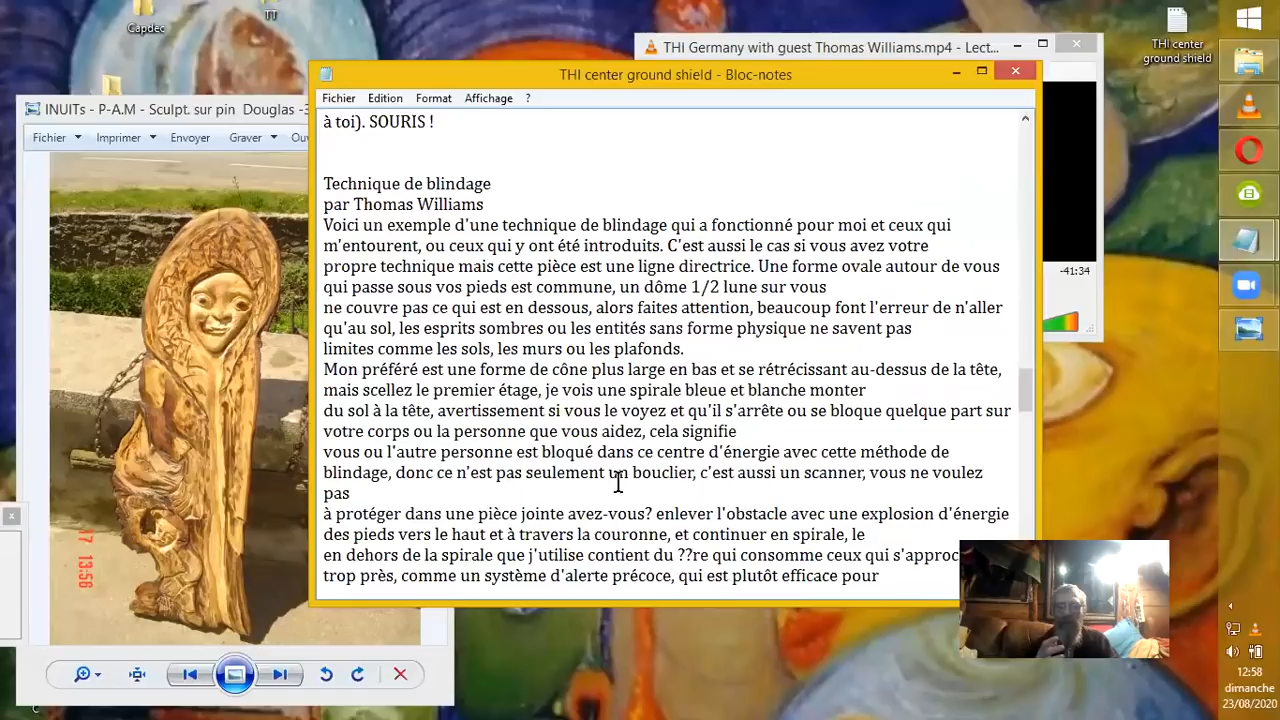 Capdec
TT
THI Germany with guest Thomas Williams.mp4 - Lect...
THI center
ground shield
THI center ground shield - Bloc-notes
Fichier Edition Format Affichage ?
INUITs - P-A.M - Sculpt. sur pin Douglas -3
Fichier Imprimer Envoyer Graver Ou
à toi). SOURIS !
Technique de blindage
par Thomas Williams
Voici un exemple d'une technique de blindage qui a fonctionné pour moi et ceux qui
m'entourent, ou ceux qui y ont été introduits. C'est aussi le cas si vous avez votre
propre technique mais cette pièce est une ligne directrice. Une forme ovale autour de vous
qui passe sous vos pieds est commune, un dôme 1/2 lune sur vous
ne couvre pas ce qui est en dessous, alors faites attention, beaucoup font l'erreur de n'aller
qu'au sol, les esprits sombres ou les entités sans forme physique ne savent pas
limites comme les sols, les murs ou les plafonds.
Mon préféré est une forme de cône plus large en bas et se rétrécissant au-dessus de la tête,
mais scellez le premier étage, je vois une spirale bleue et blanche monter
du sol à la tête, avertissement si vous le voyez et qu'il s'arrête ou se bloque quelque part sur
votre corps ou la personne que vous aidez, cela signifie
vous ou l'autre personne est bloqué dans ce centre d'énergie avec cette méthode de
blindage, donc ce n'est pas seulement un bouclier, c'est aussi un scanner, vous ne voulez
pas
à protéger dans une pièce jointe avez-vous? enlever l'obstacle avec une explosion d'énergie
des pieds vers le haut et à travers la couronne, et continuer en spirale, le
en dehors de la spirale que j'utilise contient du ??re qui consomme ceux qui s'approc
trop près, comme un système d'alerte précoce, qui est plutôt efficace pour
-41:34
17 13:56
12:58
dimanche
23/08/2020